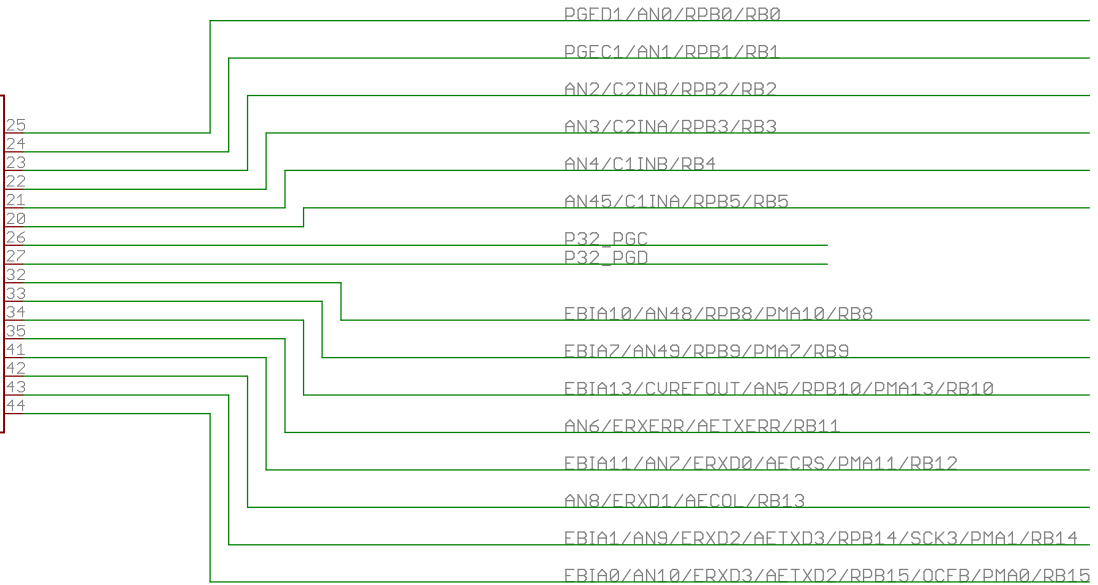 PGED1/AN0/RPB0/RB0
PGEC1/AN1/RPB1/RB1
AN2/C2INB/RPB2/RB2
25 AN3/C2INA/RPB3/RB3
24
23 AN4/C1INB/RB4
22
21 AN45/C1INA/RPB5/RB5
20
26 P32_PGC
27 P32_PGD
32
33
34 EBIA10/AN48/RPB8/PMA10/RB8
35
41 EBIA7/AN49/RPB9/PMA7/RB9
42
43 EBIA13/CVREFOUT/AN5/RPB10/PMA13/RB10
44
AN6/ERXERR/AETXERR/RB11
EBIA11/AN7/ERXD0/AECRS/PMA11/RB12
AN8/ERXD1/AECOL/RB13
EBIA1/AN9/ERXD2/AETXD3/RPB14/SCK3/PMA1/RB14
EBIA0/AN10/ERXD3/AETXD2/RPB15/OCFB/PMA0/RB15